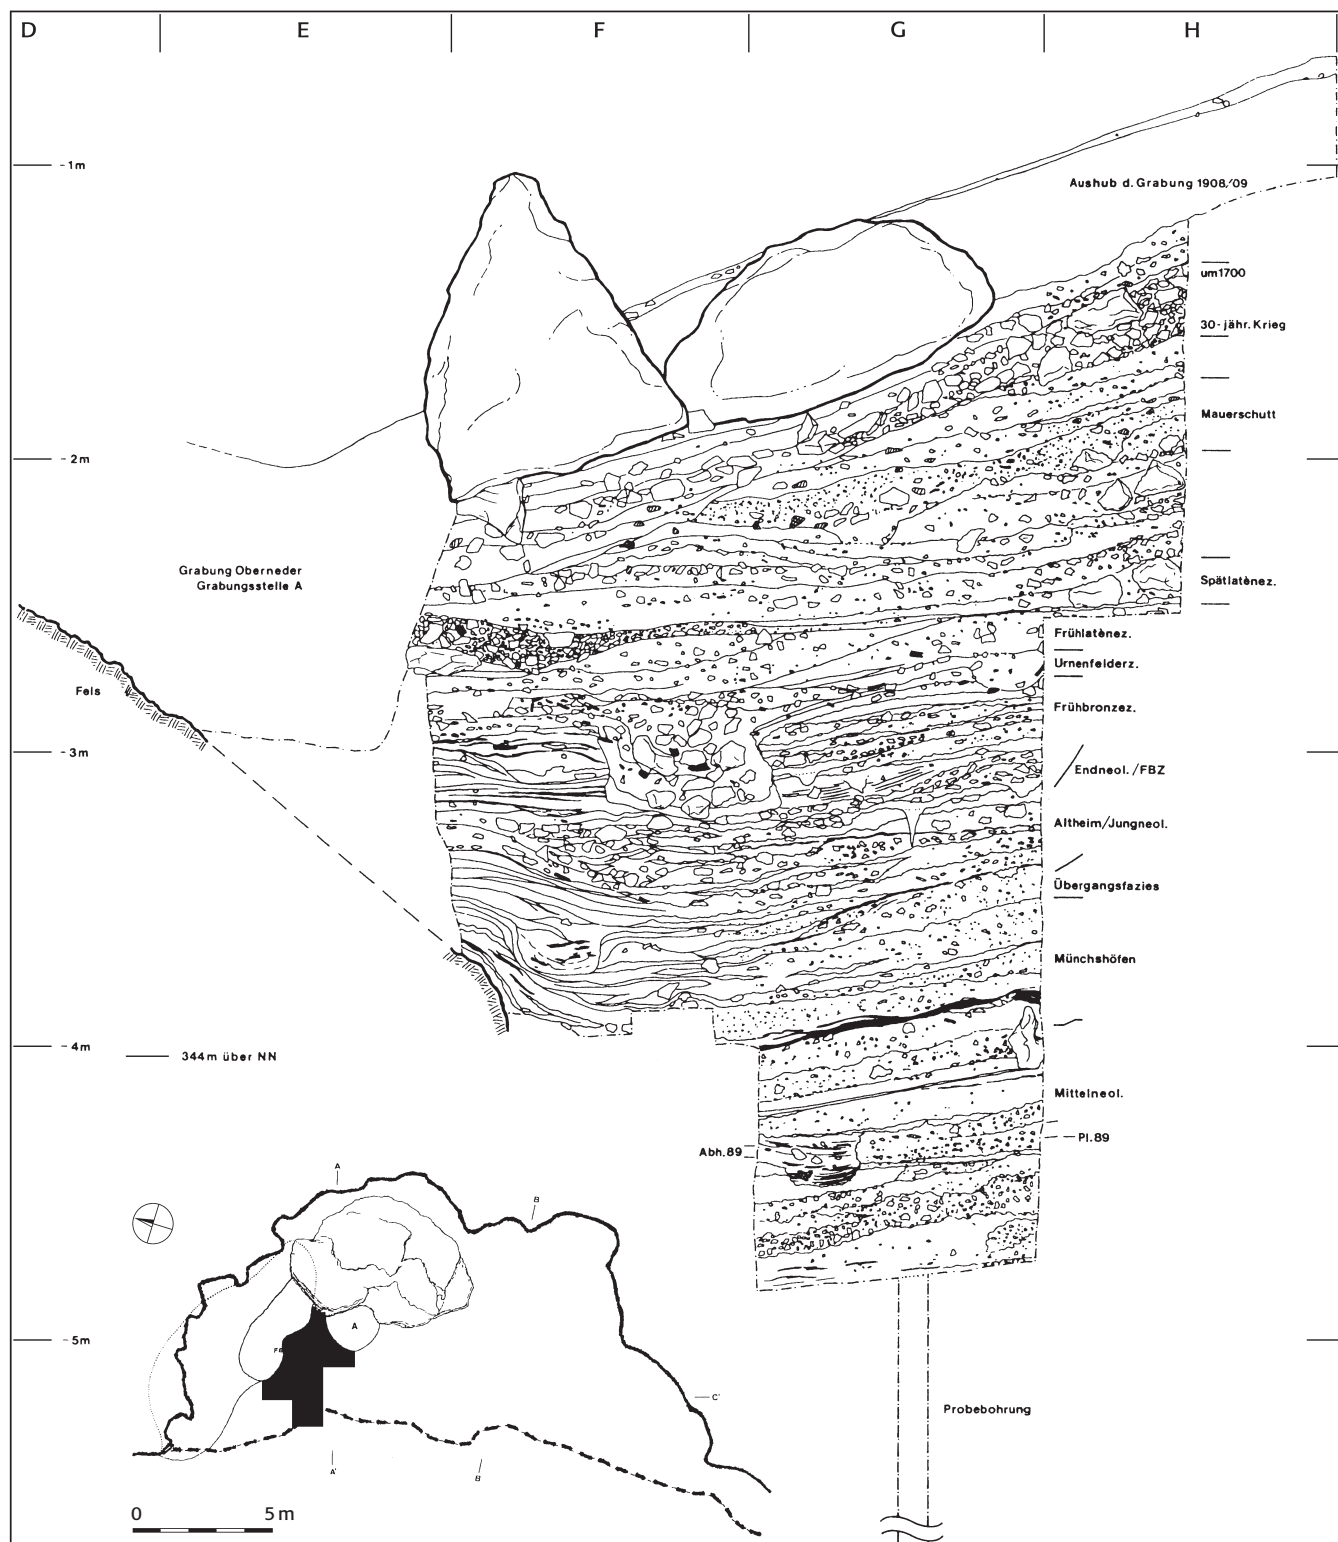 D E F G H
-1m
Aushub d. Grabung 1908/09
um 1700
30-jähr. Krieg
Mauerschutt
-2m
Grabung Oberneder
Grabungsstelle A
Spätlatènez.
Frühlatènez.
Urnenfelderz.
Fels
Frühbronzez.
-3m
Endneol./FBZ
Altheim/Jungneol.
Übergangsfazies
Münchshöfen
-4m
344m über NN
Mittelneol.
Abh.89
Pl.89
A
B
A
-5m
C'
Probebohrung
A'
B'
0 5m